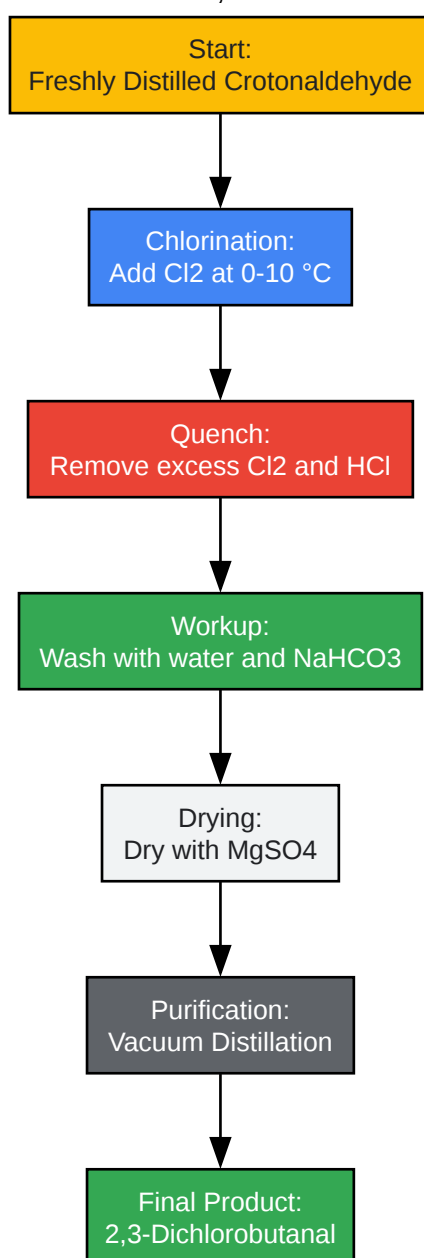 Start:
Freshly Distilled Crotonaldehyde
Chlorination:
Add Cl2 at 0-10 °C
Quench:
Remove excess Cl2 and HCl
Workup:
Wash with water and NaHCO3
Drying:
Dry with MgSO4
Purification:
Vacuum Distillation
Final Product:
2,3-Dichlorobutanal